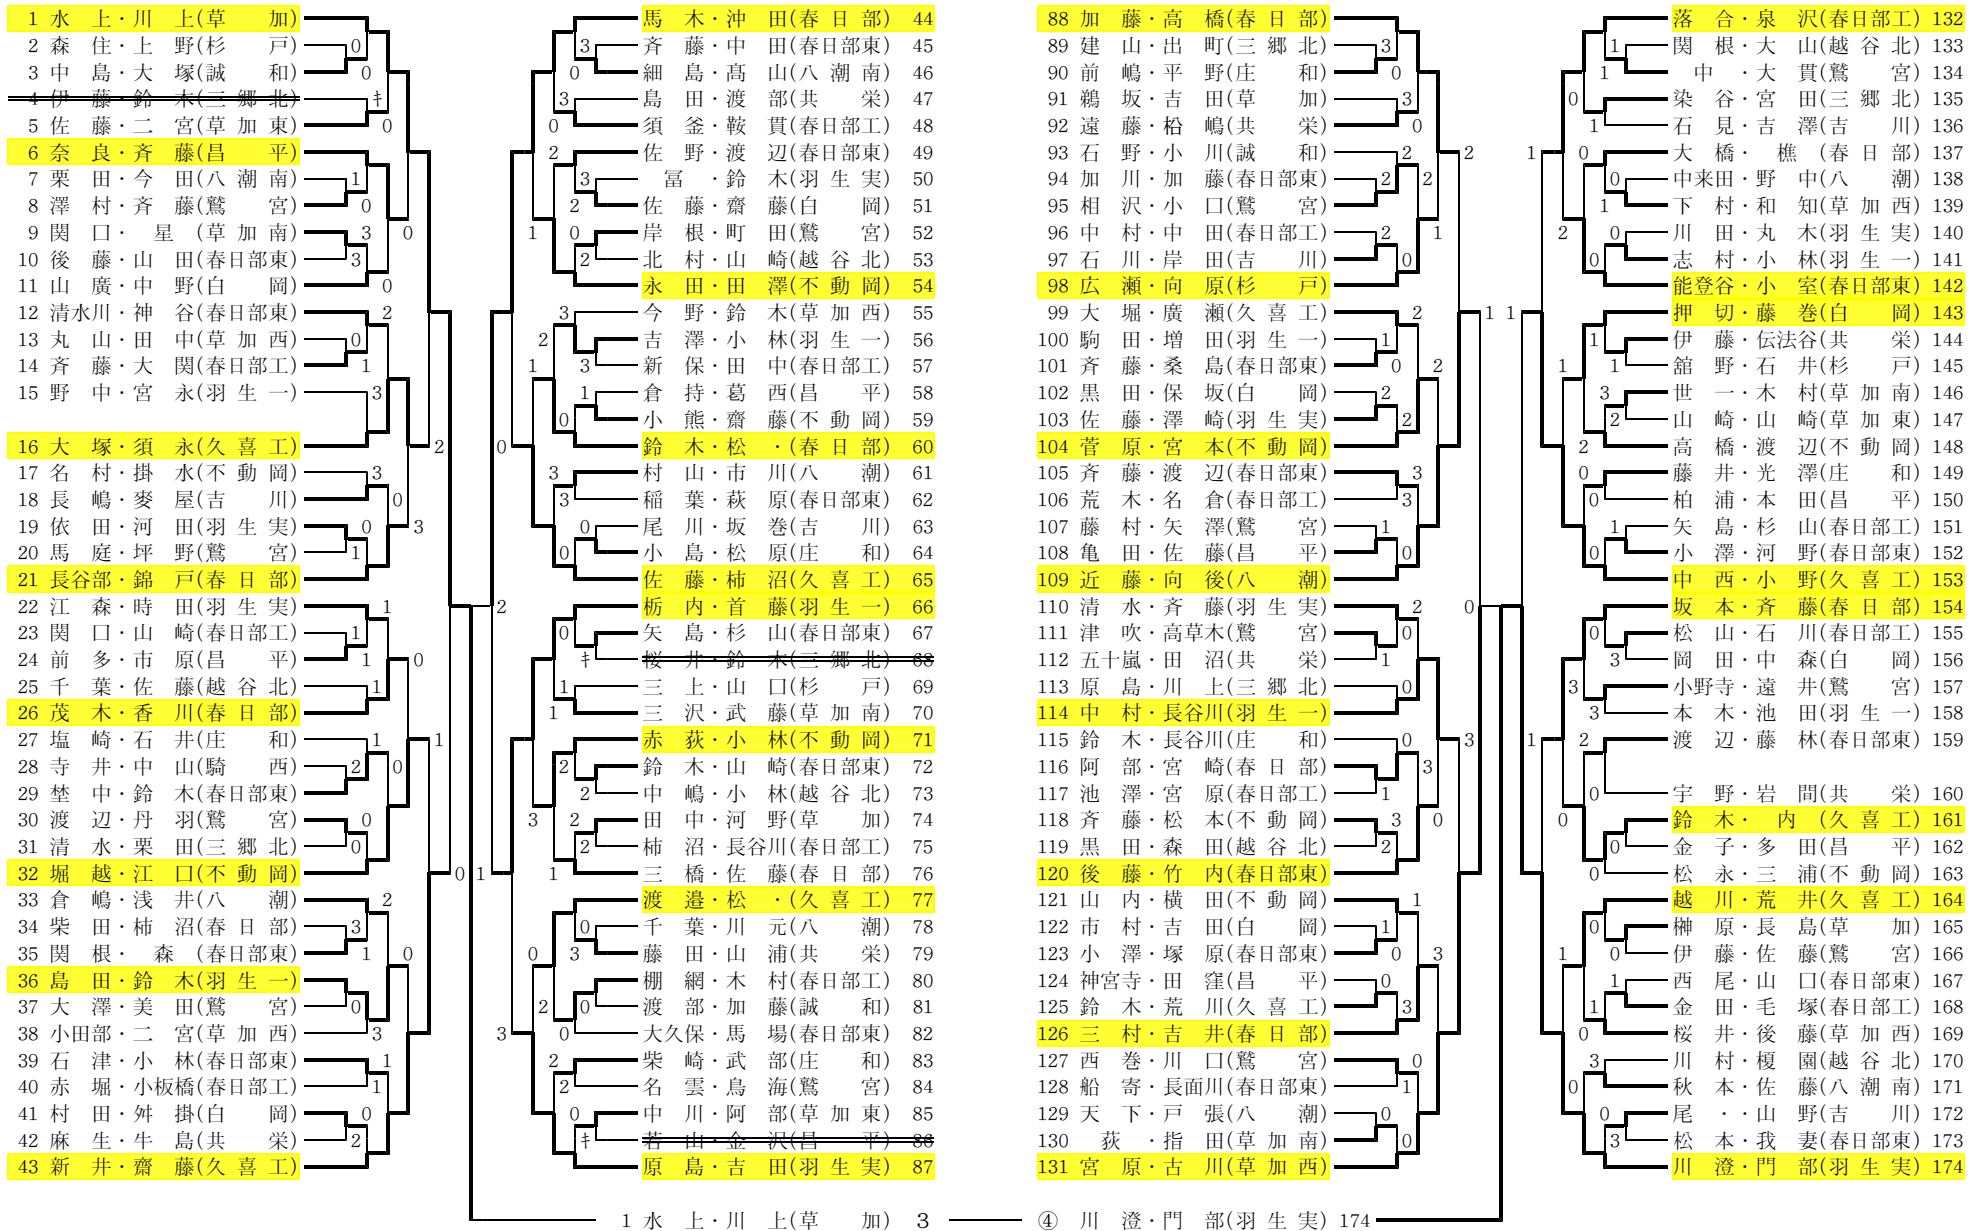 1 水上・川上(草加)
2 森住・上野(杉戸)
3 中島・大塚(誠和)
4 伊藤・鈴木(三郷北)
5 佐藤・二宮(草加東)
6 奈良・斉藤(昌平)
7 栗田・今田(八潮南)
8 澤村・斉藤(鷲宮)
9 関口・星(草加南)
10 後藤・山田(春日部東)
11 山廣・中野(白岡)
12 清水川・神谷(春日部東)
13 丸山・田中(草加西)
14 斉藤・大関(春日部工)
15 野中・宮永(羽生一)
16 大塚・須永(久喜工)
17 名村・掛水(不動岡)
18 長嶋・麥屋(吉川)
19 依田・河田(羽生実)
20 馬庭・坪野(鷲宮)
21 長谷部・錦戸(春日部)
22 江森・時田(羽生実)
23 関口・山崎(春日部工)
24 前多・市原(昌平)
25 千葉・佐藤(越谷北)
26 茂木・香川(春日部)
27 塩崎・石井(庄和)
28 寺井・中山(騎西)
29 埜中・鈴木(春日部東)
30 渡辺・丹羽(鷲宮)
31 清水・栗田(三郷北)
32 堀越・江口(不動岡)
33 倉嶋・浅井(八潮)
34 柴田・柿沼(春日部)
35 関根・森(春日部東)
36 島田・鈴木(羽生一)
37 大澤・美田(鷲宮)
38 小田部・二宮(草加西)
39 石津・小林(春日部東)
40 赤堀・小板橋(春日部工)
41 村田・舛掛(白岡)
42 麻生・牛島(共栄)
43 新井・齋藤(久喜工)
馬木・沖田(春日部) 44
斉藤・中田(春日部東) 45
細島・髙山(八潮南) 46
島田・渡部(共栄) 47
須釜・鞍貫(春日部工) 48
佐野・渡辺(春日部東) 49
冨・鈴木(羽生実) 50
佐藤・齋藤(白岡) 51
岸根・町田(鷲宮) 52
北村・山崎(越谷北) 53
永田・田澤(不動岡) 54
今野・鈴木(草加西) 55
吉澤・小林(羽生一) 56
新保・田中(春日部工) 57
倉持・葛西(昌平) 58
小熊・齋藤(不動岡) 59
鈴木・松・(春日部) 60
村山・市川(八潮) 61
稲葉・萩原(春日部東) 62
尾川・坂巻(吉川) 63
小島・松原(庄和) 64
佐藤・柿沼(久喜工) 65
栃内・首藤(羽生一) 66
矢島・杉山(春日部東) 67
桜井・鈴木(三郷北) 68
三上・山口(杉戸) 69
三沢・武藤(草加南) 70
赤荻・小林(不動岡) 71
鈴木・山崎(春日部東) 72
中嶋・小林(越谷北) 73
田中・河野(草加) 74
柿沼・長谷川(春日部工) 75
三橋・佐藤(春日部) 76
渡邉・松・(久喜工) 77
千葉・川元(八潮) 78
藤田・山浦(共栄) 79
棚網・木村(春日部工) 80
渡部・加藤(誠和) 81
大久保・馬場(春日部東) 82
柴崎・武部(庄和) 83
名雲・鳥海(鷲宮) 84
中川・阿部(草加東) 85
若山・金沢(昌平) 86
原島・吉田(羽生実) 87
88 加藤・高橋(春日部)
89 建山・出町(三郷北)
90 前嶋・平野(庄和)
91 鵜坂・吉田(草加)
92 遠藤・柗嶋(共栄)
93 石野・小川(誠和)
94 加川・加藤(春日部東)
95 相沢・小口(鷲宮)
96 中村・中田(春日部工)
97 石川・岸田(吉川)
98 広瀬・向原(杉戸)
99 大堀・廣瀬(久喜工)
100 駒田・増田(羽生一)
101 斉藤・桑島(春日部東)
102 黒田・保坂(白岡)
103 佐藤・澤崎(羽生実)
104 菅原・宮本(不動岡)
105 斉藤・渡辺(春日部東)
106 荒木・名倉(春日部工)
107 藤村・矢澤(鷲宮)
108 亀田・佐藤(昌平)
109 近藤・向後(八潮)
110 清水・斉藤(羽生実)
111 津吹・高草木(鷲宮)
112 五十嵐・田沼(共栄)
113 原島・川上(三郷北)
114 中村・長谷川(羽生一)
115 鈴木・長谷川(庄和)
116 阿部・宮崎(春日部)
117 池澤・宮原(春日部工)
118 斉藤・松本(不動岡)
119 黒田・森田(越谷北)
120 後藤・竹内(春日部東)
121 山内・横田(不動岡)
122 市村・吉田(白岡)
123 小澤・塚原(春日部東)
124 神宮寺・田窪(昌平)
125 鈴木・荒川(久喜工)
126 三村・吉井(春日部)
127 西巻・川口(鷲宮)
128 船寄・長面川(春日部東)
129 天下・戸張(八潮)
130 荻・指田(草加南)
131 宮原・古川(草加西)
落合・泉沢(春日部工) 132
関根・大山(越谷北) 133
中・大貫(鷲宮) 134
染谷・宮田(三郷北) 135
石見・吉澤(吉川) 136
大橋・樵(春日部) 137
中来田・野中(八潮) 138
下村・和知(草加西) 139
川田・丸木(羽生実) 140
志村・小林(羽生一) 141
能登谷・小室(春日部東) 142
押切・藤巻(白岡) 143
伊藤・伝法谷(共栄) 144
舘野・石井(杉戸) 145
世一・木村(草加南) 146
山崎・山崎(草加東) 147
高橋・渡辺(不動岡) 148
藤井・光澤(庄和) 149
柏浦・本田(昌平) 150
矢島・杉山(春日部工) 151
小澤・河野(春日部東) 152
中西・小野(久喜工) 153
坂本・斉藤(春日部) 154
松山・石川(春日部工) 155
岡田・中森(白岡) 156
小野寺・遠井(鷲宮) 157
本木・池田(羽生一) 158
渡辺・藤林(春日部東) 159
宇野・岩間(共栄) 160
鈴木・内(久喜工) 161
金子・多田(昌平) 162
松永・三浦(不動岡) 163
越川・荒井(久喜工) 164
榊原・長島(草加) 165
伊藤・佐藤(鷲宮) 166
西尾・山口(春日部東) 167
金田・毛塚(春日部工) 168
桜井・後藤(草加西) 169
川村・榎園(越谷北) 170
秋本・佐藤(八潮南) 171
尾・・山野(吉川) 172
松本・我妻(春日部東) 173
川澄・門部(羽生実) 174
1 水上・川上(草加) 3 ④ 川澄・門部(羽生実) 174